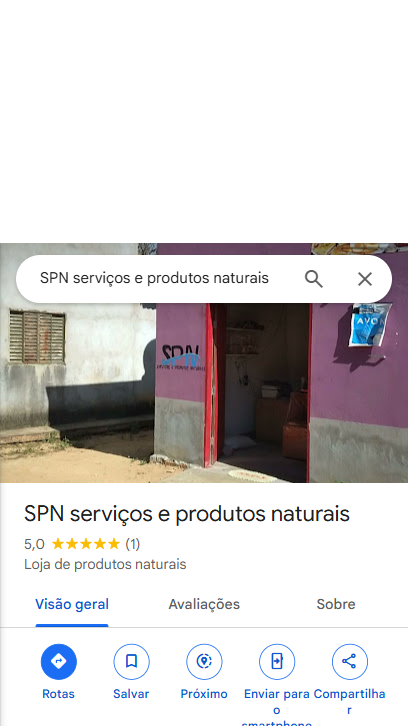 SPN serviços e produtos naturais
SPN
AVON
SPN serviços e produtos naturais
5,0 (1)
Loja de produtos naturais
Visão geral
Avaliações
Sobre
Rotas
Salvar
Próximo
Enviar para o smartphone
Compartilhar